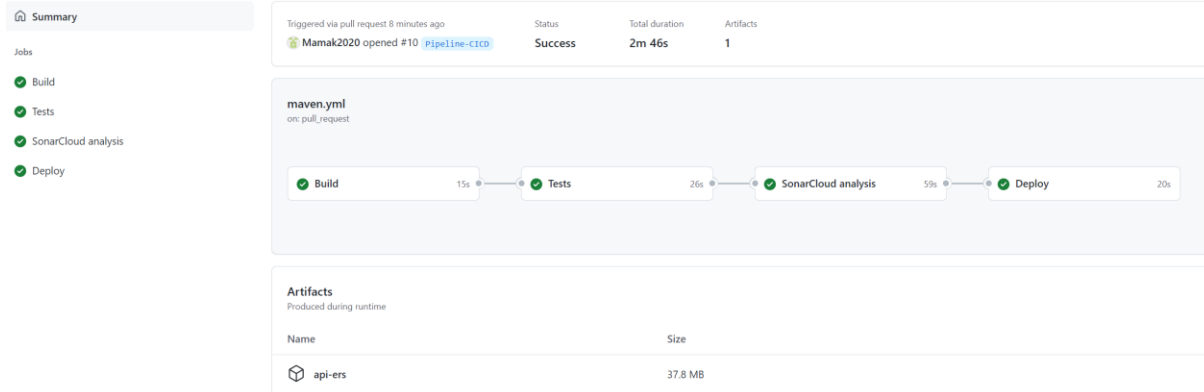 Summary
Jobs
Build
Tests
SonarCloud analysis
Deploy
Triggered via pull request 8 minutes ago
Mamak2020 opened #10 Pipeline-CICD
Status
Success
Total duration
2m 46s
Artifacts
1
maven.yml
on: pull_request
Build 15s
Tests 26s
SonarCloud analysis 59s
Deploy 20s
Artifacts
Produced during runtime
Name Size
api-ers 37.8 MB